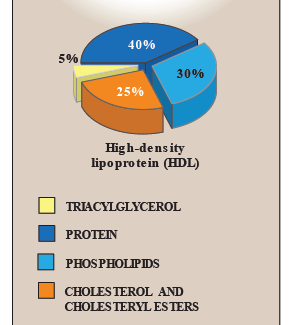 40%
5%
30%
25%
High-density
lipoprotein (HDL)
TRIACYLGLYCEROL
PROTEIN
PHOSPHOLIPIDS
CHOLESTEROL AND
CHOLESTERYL ESTERS